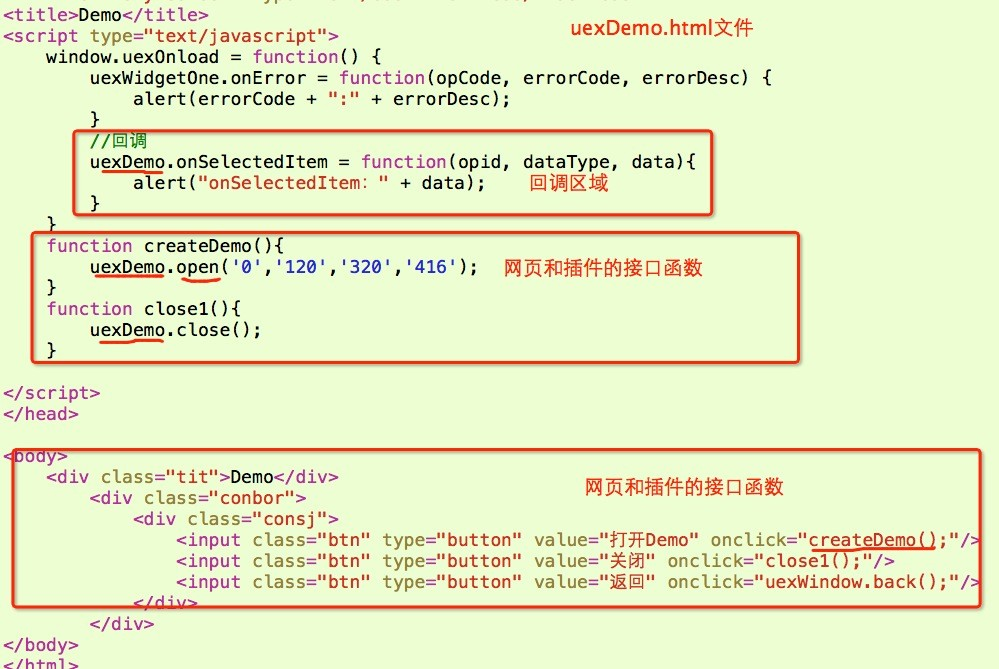 <title>Demo</title>
uexDemo.html文件
<script type="text/javascript">
window.uexOnload = function() {
uexWidgetOne.onError = function(opCode, errorCode, errorDesc) {
alert(errorCode + ":" + errorDesc);
}
//回调
uexDemo.onSelectedItem = function(opid, dataType, data){
alert("onSelectedItem：" + data); 回调区域
}
}
function createDemo(){
uexDemo.open('0','120','320','416'); 网页和插件的接口函数
}
function close1(){
uexDemo.close();
}
</script>
</head>
<body>
<div class="tit">Demo</div>
网页和插件的接口函数
<div class="conbor">
<div class="consj">
<input class="btn" type="button" value="打开Demo" onclick="createDemo();"/>
<input class="btn" type="button" value="关闭" onclick="close1();"/>
<input class="btn" type="button" value="返回" onclick="uexWindow.back();"/>
</div>
</div>
</body>
</html>